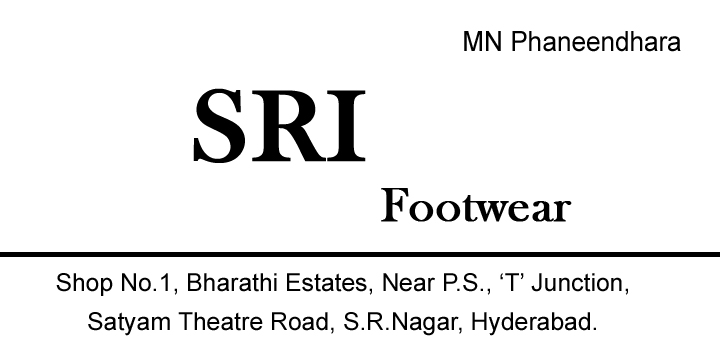 MN Phaneendhara
SRI
Footwear
Shop No.1, Bharathi Estates, Near P.S., ‘T’ Junction,
Satyam Theatre Road, S.R.Nagar, Hyderabad.